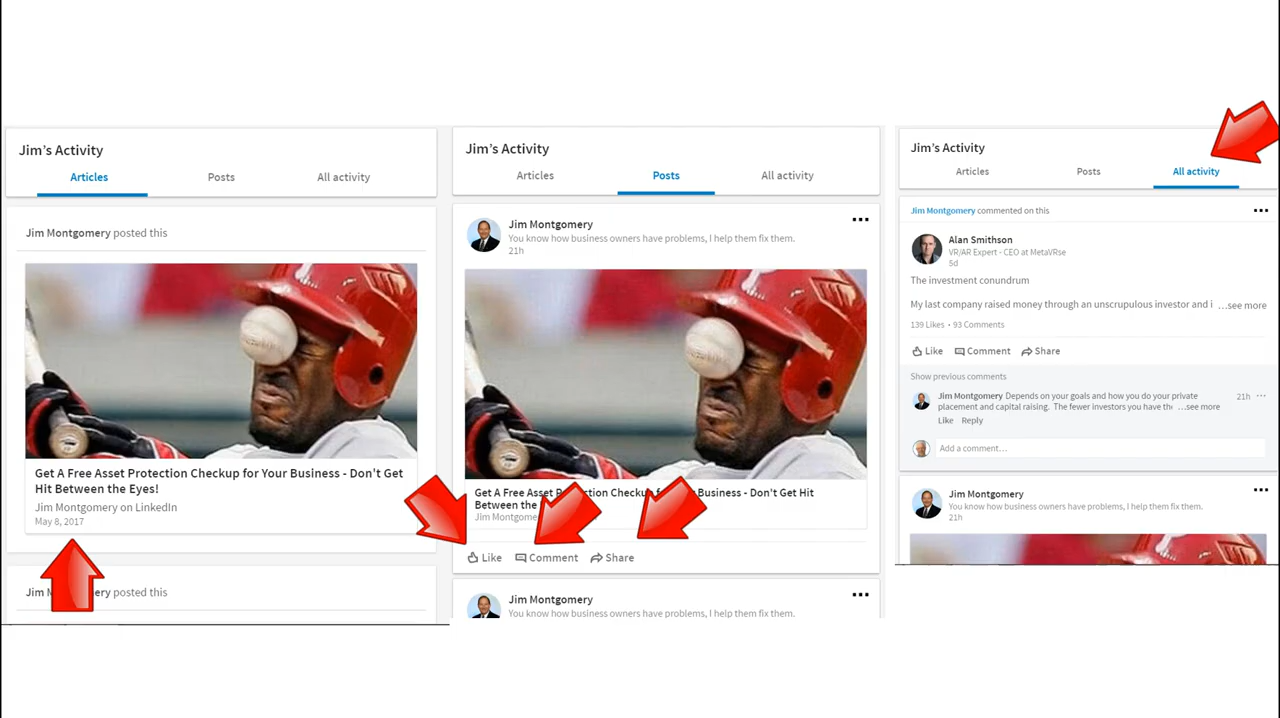 Jim's Activity
Articles Posts All activity
Jim Montgomery posted this
Get A Free Asset Protection Checkup for Your Business - Don't Get
Hit Between the Eyes!
Jim Montgomery on LinkedIn
May 8, 2017
Jim M ery posted this
Jim's Activity
Articles Posts All activity
Jim Montgomery
You know how business owners have problems, I help them fix them.
21h
Get A Free Asset P ction Checku Business - Don't Get Hit
Between the
Jim Montgome
Like Comment Share
Jim Montgomery
You know how business owners have problems, I help them fix them.
Jim's Activity
Articles Posts All activity
Jim Montgomery commented on this
Alan Smithson
VR/AR Expert - CEO at MetaVRse
5d
The investment conundrum
My last company raised money through an unscrupulous investor and i ...see more
139 Likes • 93 Comments
Like Comment Share
Show previous comments
Jim Montgomery Depends on your goals and how you do your private 21h
placement and capital raising. The fewer investors you have th ...see more
Like Reply
Add a comment...
Jim Montgomery
You know how business owners have problems, I help them fix them.
21h